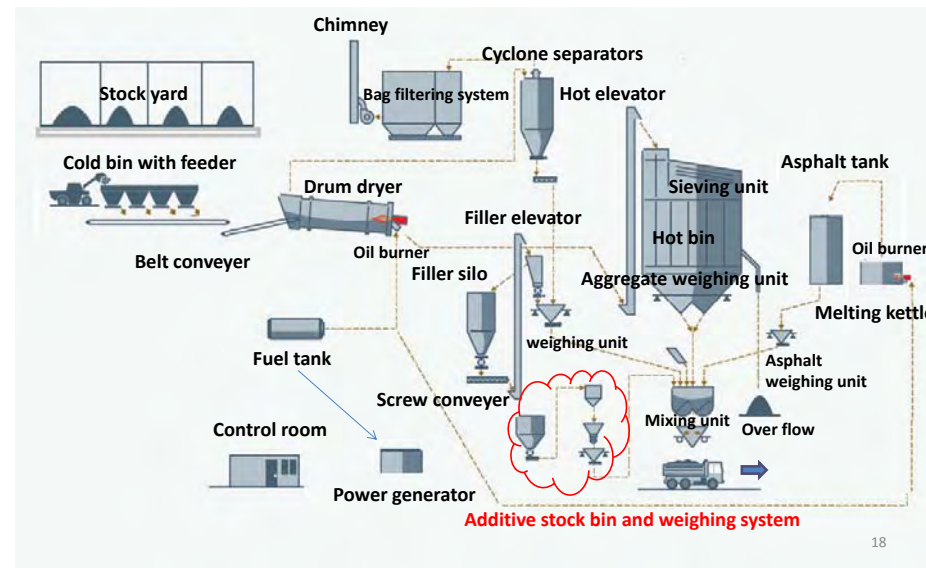 Chimney
Cyclone separators
Stock yard
Bag filtering system
Hot elevator
Cold bin with feeder
Asphalt tank
Drum dryer
Sieving unit
Filler elevator
Hot bin
Oil burner
Oil burner
Belt conveyer
Filler silo
Aggregate weighing unit
Melting kettle
weighing unit
Fuel tank
Asphalt
weighing unit
Screw conveyer
Mixing unit
Over flow
Control room
Power generator
Additive stock bin and weighing system
18